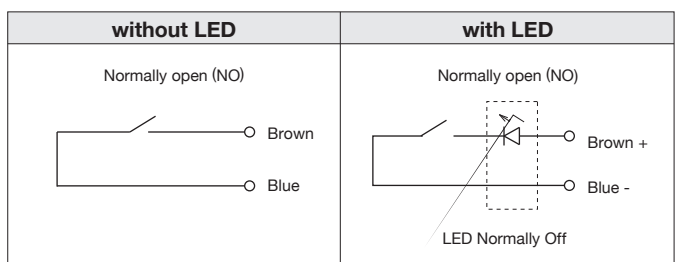 without LED
with LED
Normally open (NO)
Normally open (NO)
Brown
Blue
Brown +
Blue -
LED Normally Off